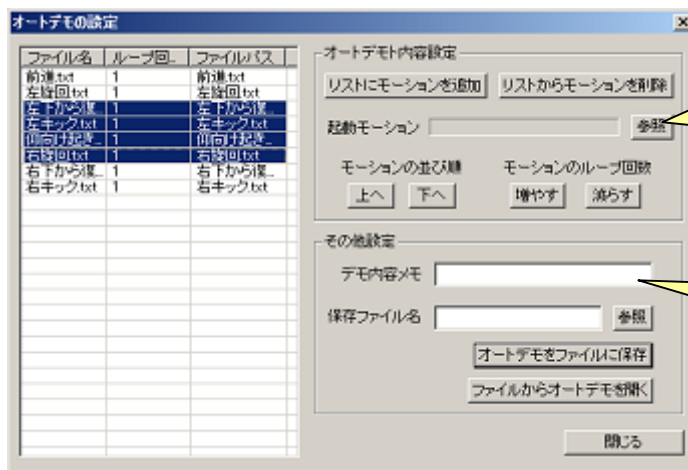 オートデモの設定
ファイル名 ループ回... ファイルパス
前進.txt 1 前進.txt
左旋回.txt 1 左旋回.txt
左下から復... 1 左下から復...
左キック.txt 1 左キック.txt
仰向け起き... 1 仰向け起き...
右旋回.txt 1 右旋回.txt
右下から復... 1 右下から復...
右キック.txt 1 右キック.txt
オートデモト内容設定
リストにモーションを追加 リストからモーションを削除
起動モーション 参照
モーションの並び順 モーションのループ回数
上へ 下へ 増やす 減らす
その他設定
デモ内容メモ
保存ファイル名 参照
オートデモをファイルに保存
ファイルからオートデモを開く
閉じる